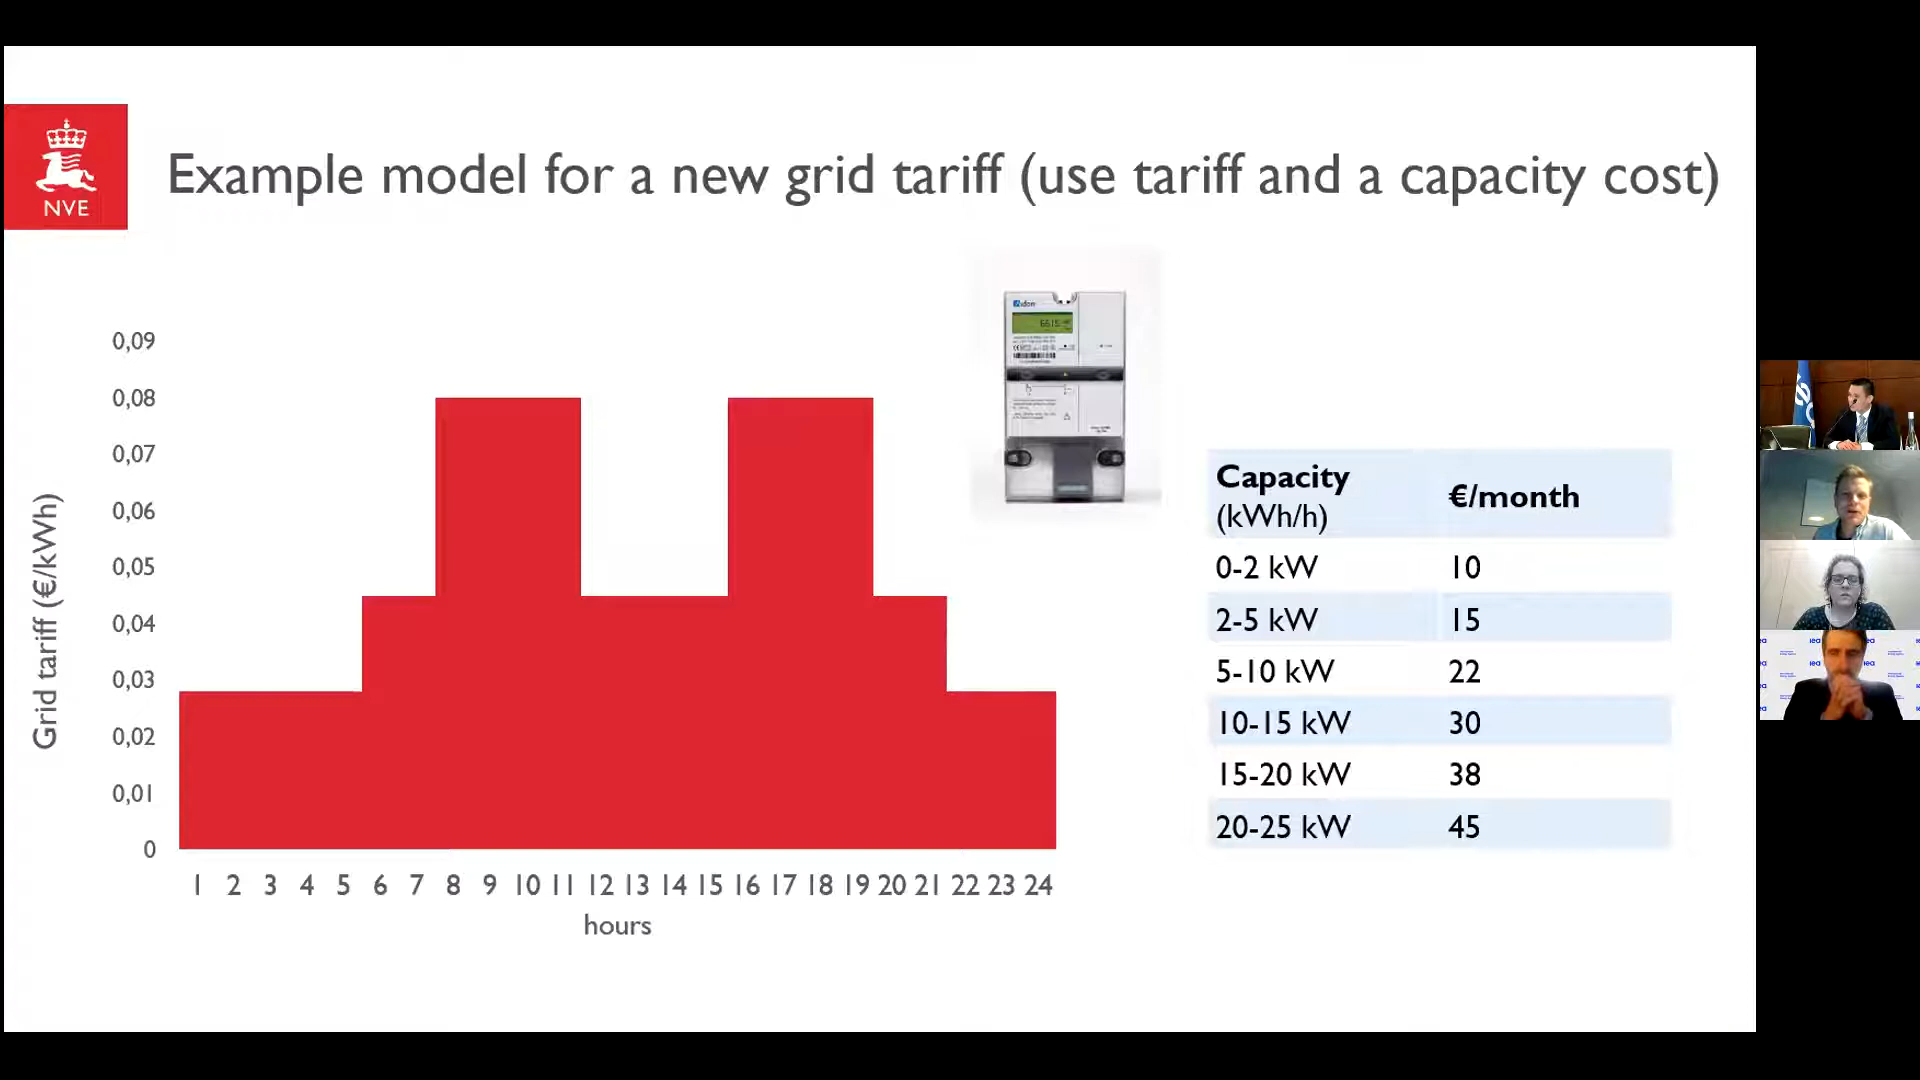 NVE
Example model for a new grid tariff (use tariff and a capacity cost)
Grid tariff (€/kWh)
0,09
0,08
0,07
0,06
0,05
0,04
0,03
0,02
0,01
0
1 2 3 4 5 6 7 8 9 10 11 12 13 14 15 16 17 18 19 20 21 22 23 24
hours
Capacity
(kWh/h)
€/month
0-2 kW 10
2-5 kW 15
5-10 kW 22
10-15 kW 30
15-20 kW 38
20-25 kW 45
iea
iea
iea